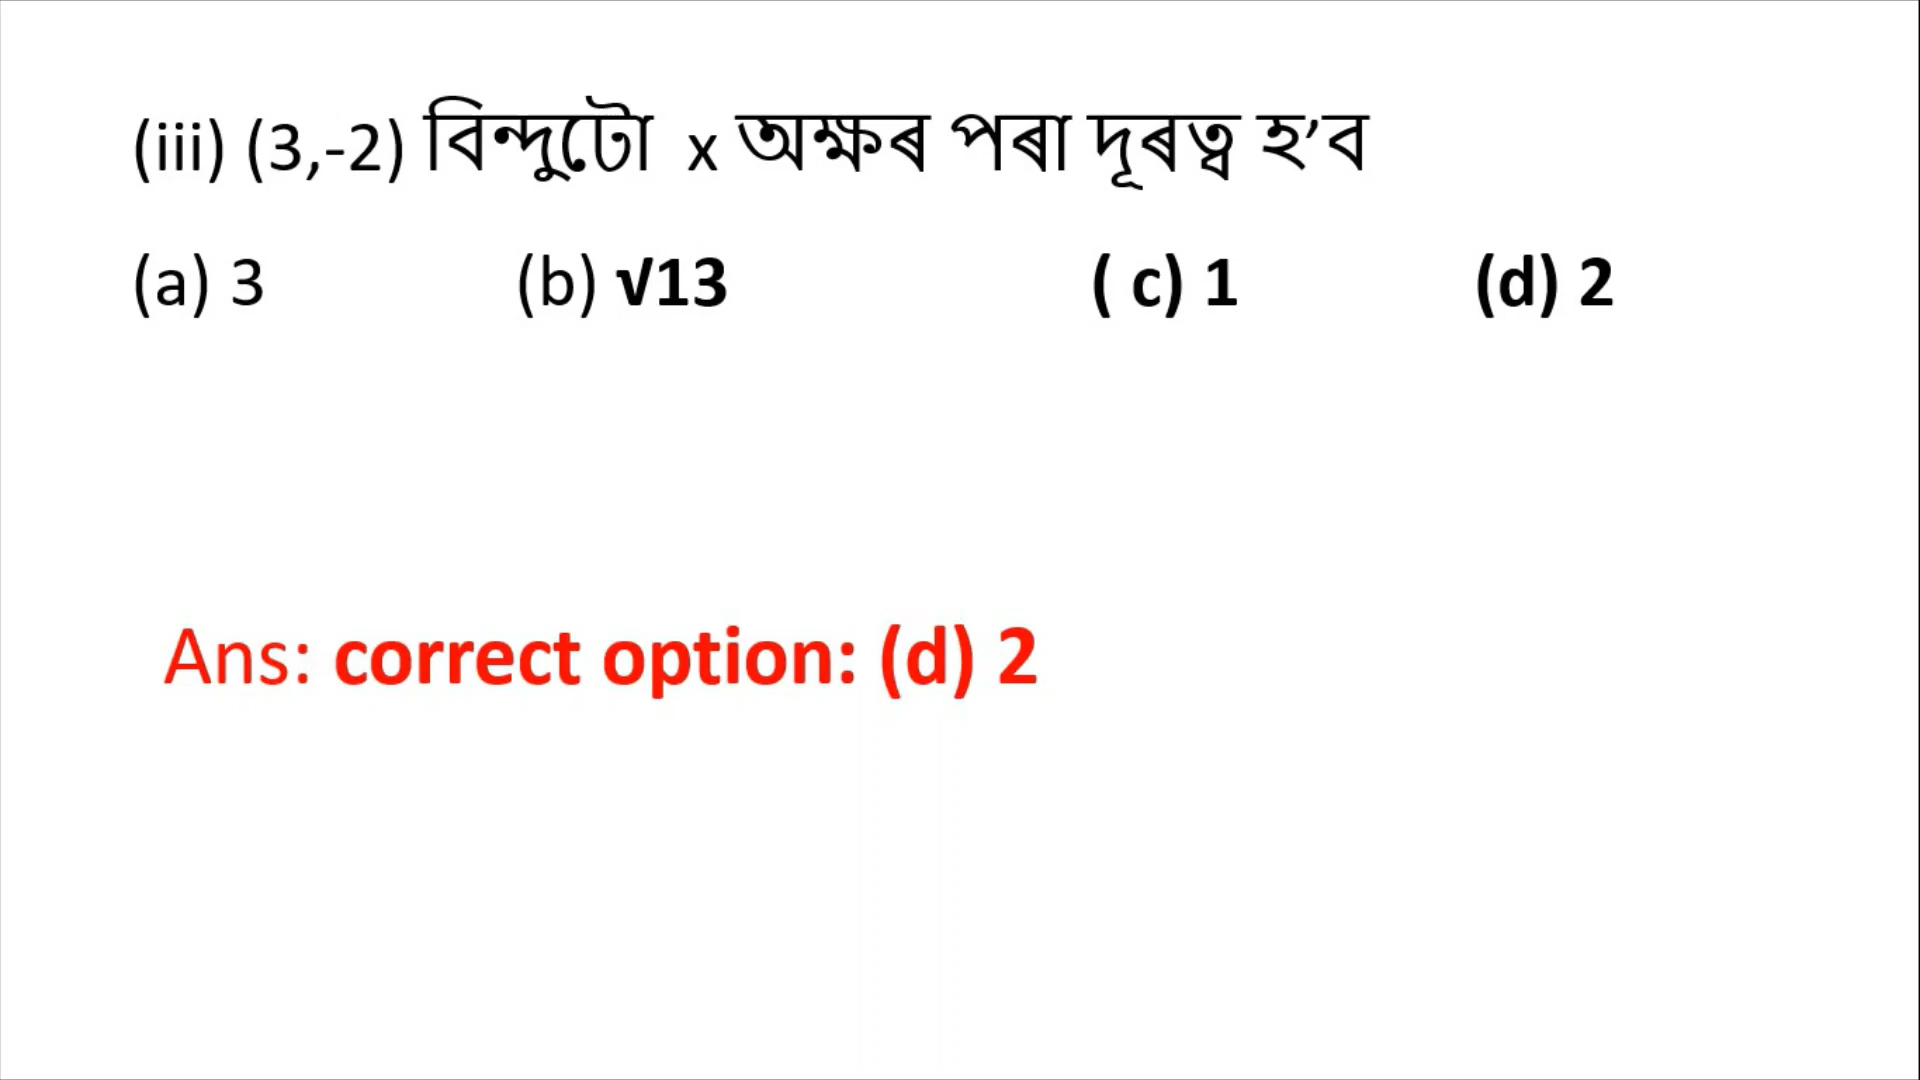 (iii) (3,-2) বিন্দুটো x অক্ষৰ পৰা দূৰত্ব হ’ব
(a) 3 (b) √13 ( c) 1 (d) 2
Ans: correct option: (d) 2